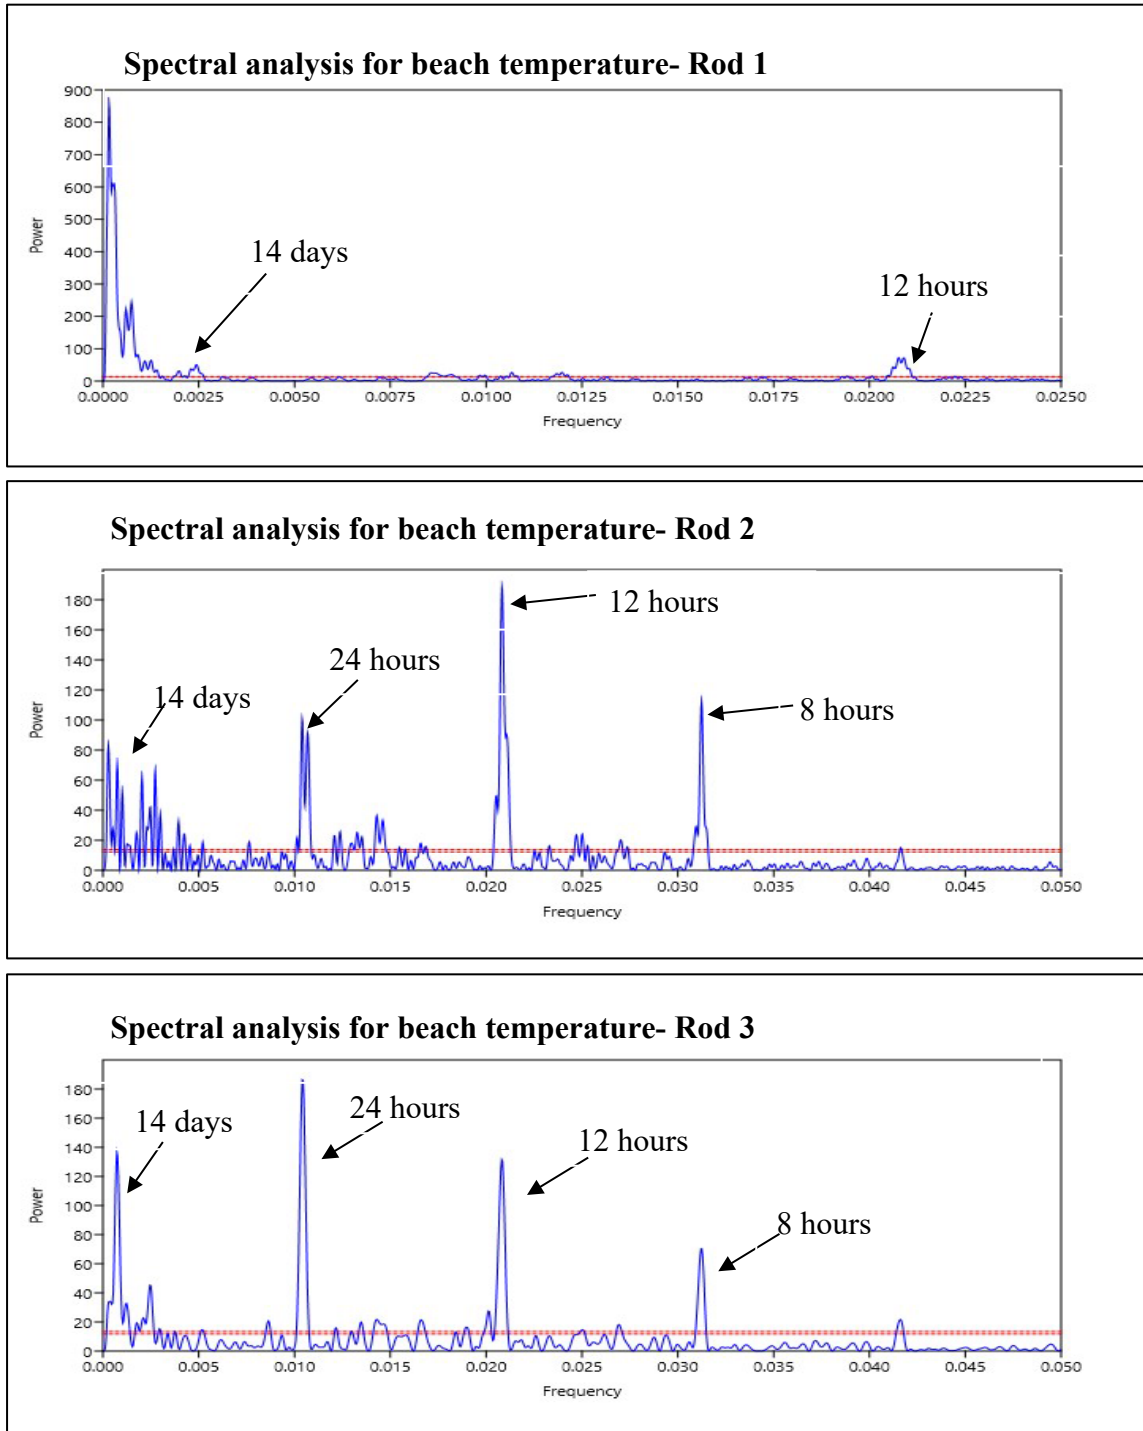 Spectral analysis for beach temperature- Rod 1
900
800
700
600
500
400
300
200
100
0
Power
14 days
12 hours
0.0000 0.0025 0.0050 0.0075 0.0100 0.0125 0.0150 0.0175 0.0200 0.0225 0.0250
Frequency
Spectral analysis for beach temperature- Rod 2
180
160
140
120
100
80
60
40
20
0
Power
12 hours
24 hours
14 days
8 hours
0.000 0.005 0.010 0.015 0.020 0.025 0.030 0.035 0.040 0.045 0.050
Frequency
Spectral analysis for beach temperature- Rod 3
180
160
140
120
100
80
60
40
20
0
Power
14 days
24 hours
12 hours
8 hours
0.000 0.005 0.010 0.015 0.020 0.025 0.030 0.035 0.040 0.045 0.050
Frequency